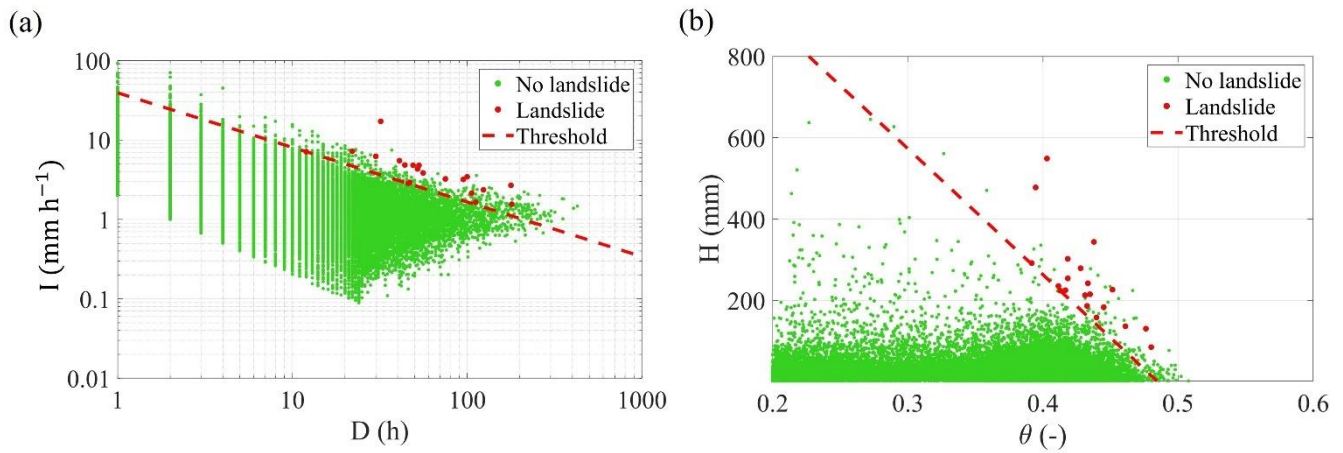 (a)
100
10
1
0.1
0.01
I (mm h⁻¹)
No landslide
Landslide
Threshold
1
10
100
1000
D (h)
(b)
800
600
400
200
H (mm)
No landslide
Landslide
Threshold
0.2
0.3
0.4
0.5
0.6
θ (-)